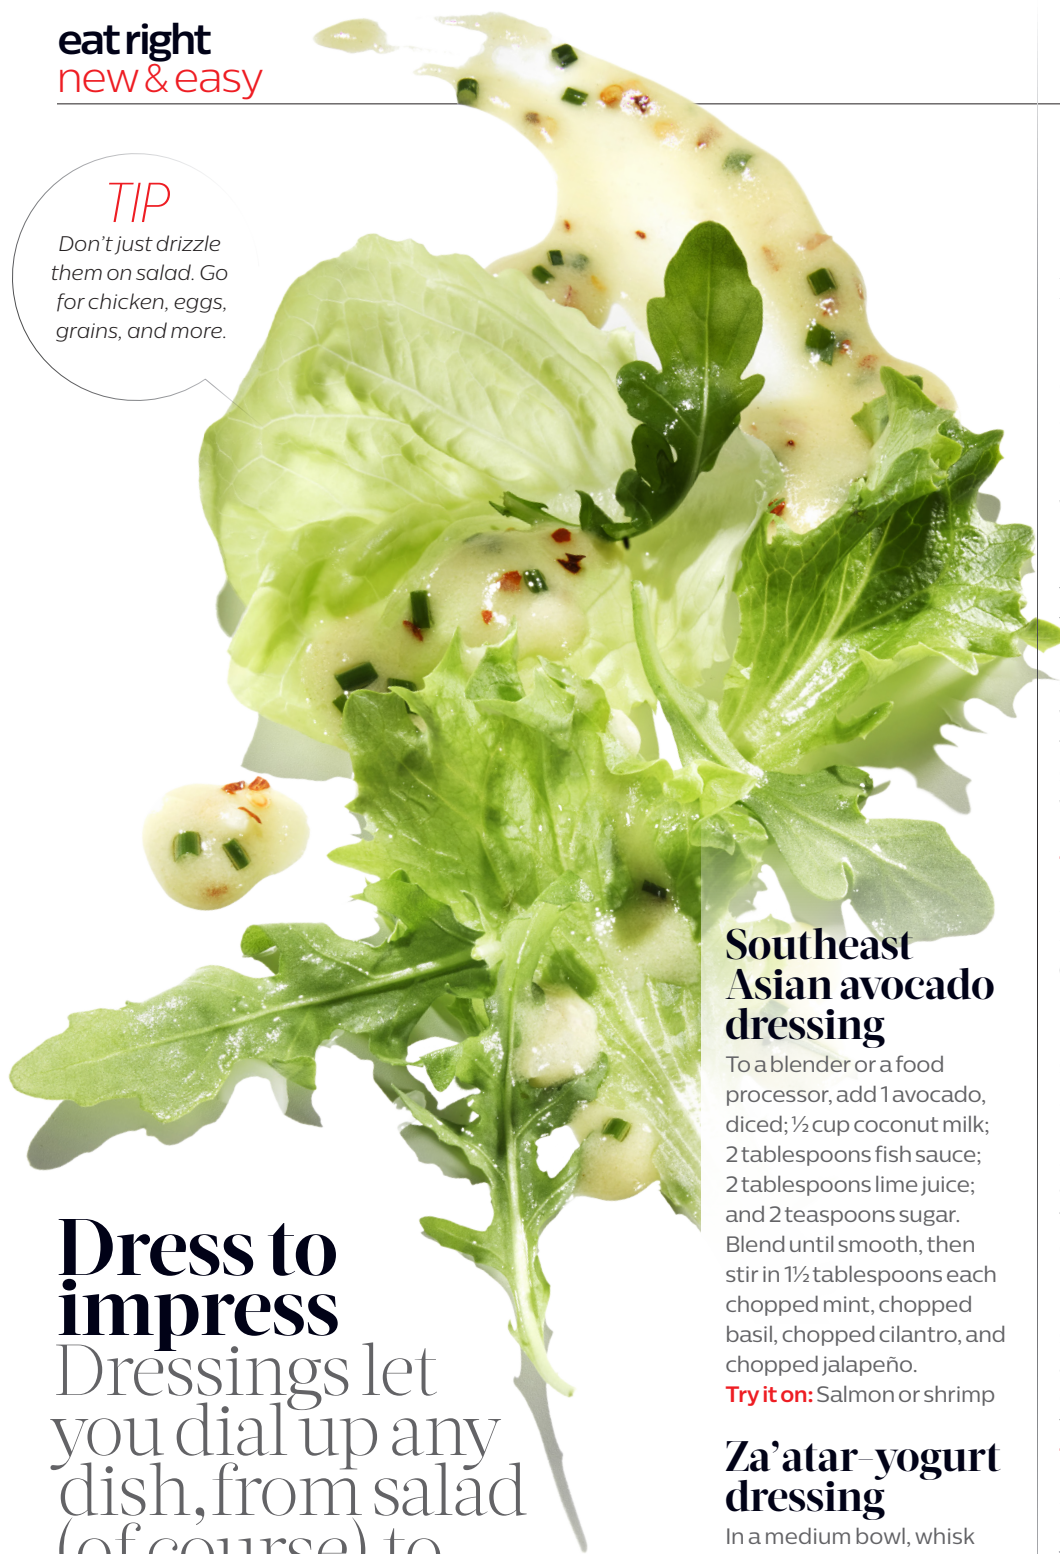 eat right
new & easy
TIP
Don't just drizzle
them on salad. Go
for chicken, eggs,
grains, and more.
Dress to
impress
Dressings let
you dial up any
dish, from salad
(of course) to
Southeast
Asian avocado
dressing
To a blender or a food
processor, add 1 avocado,
diced; ½ cup coconut milk;
2 tablespoons fish sauce;
2 tablespoons lime juice;
and 2 teaspoons sugar.
Blend until smooth, then
stir in 1½ tablespoons each
chopped mint, chopped
basil, chopped cilantro, and
chopped jalapeño.
Try it on: Salmon or shrimp
Za'atar-yogurt
dressing
In a medium bowl, whisk